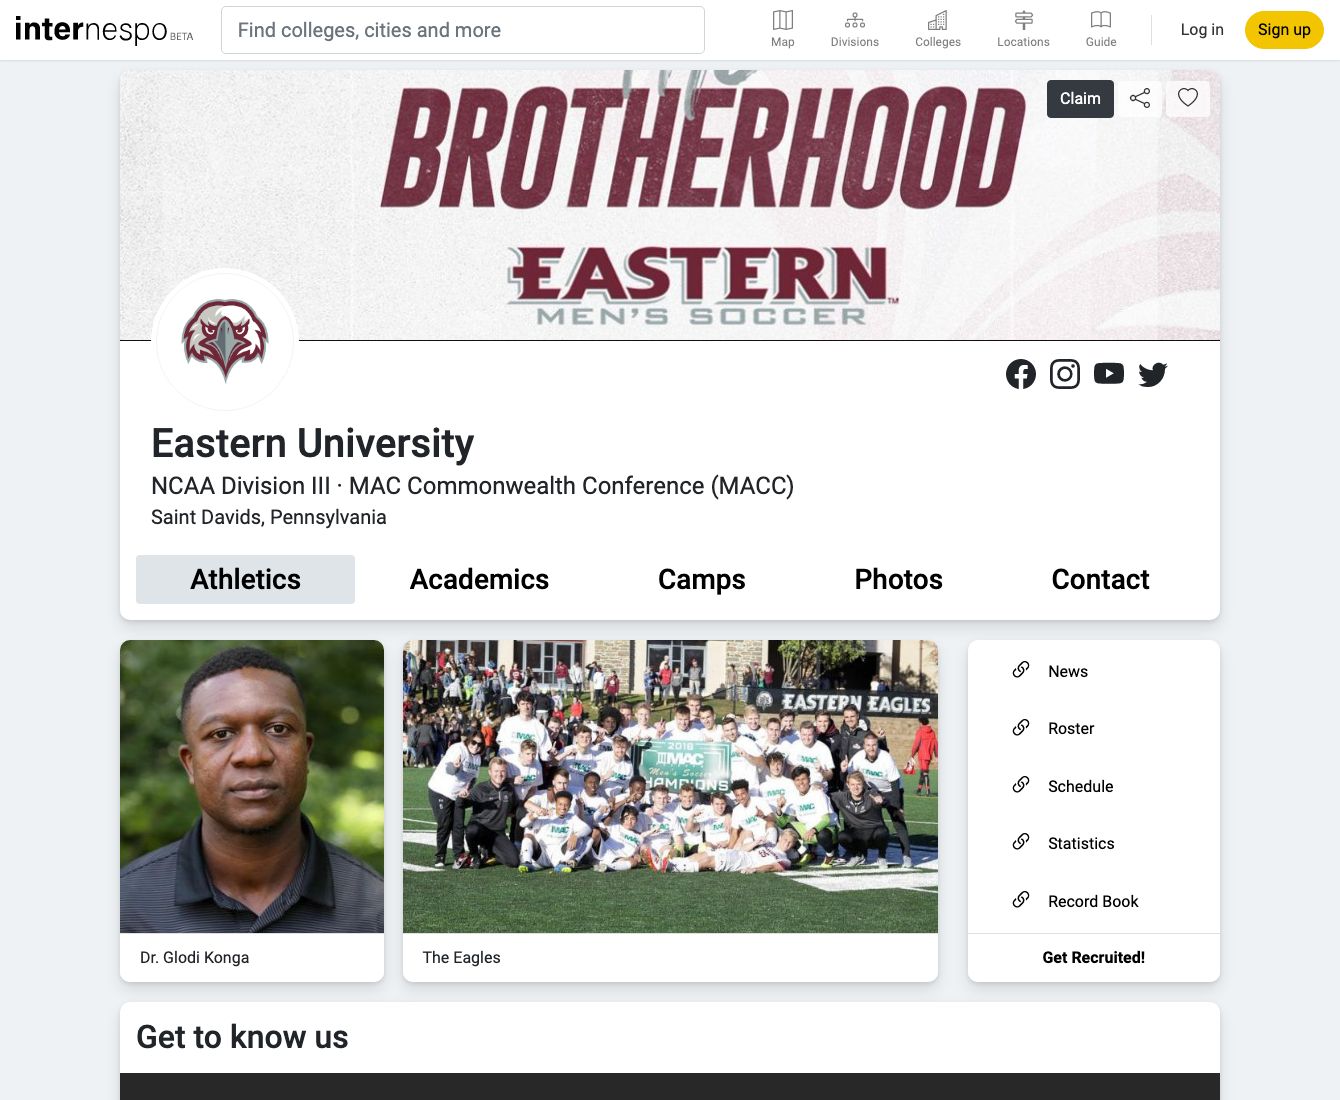 internespo BETA
Find colleges, cities and more
Map
Divisions
Colleges
Locations
Guide
Log in
Sign up
The
BROTHERHOOD
Claim
EASTERN™
MEN'S SOCCER
Eastern University
NCAA Division III · MAC Commonwealth Conference (MACC)
Saint Davids, Pennsylvania
Athletics
Academics
Camps
Photos
Contact
EASTERN EAGLES
2018
MAC
Men's Soccer
CHAMPIONS
MAC
News
Roster
Schedule
Statistics
Record Book
Get Recruited!
Dr. Glodi Konga
The Eagles
Get to know us